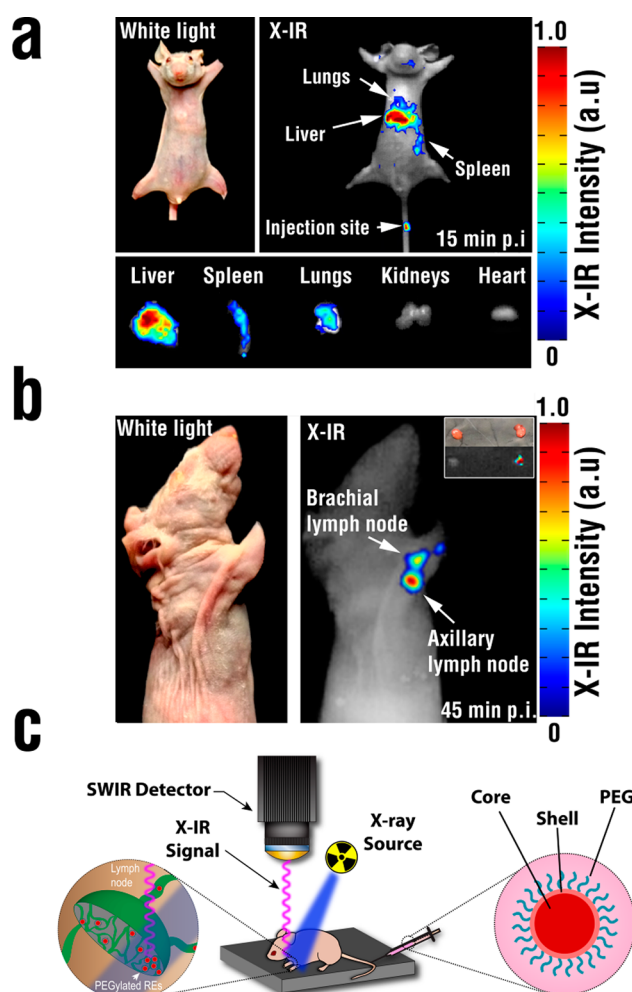 a
White light
X-IR
Lungs
Liver
Spleen
Injection site
15 min p.i
1.0
X-IR Intensity (a.u)
0
Liver
Spleen
Lungs
Kidneys
Heart
b
White light
X-IR
Brachial
lymph node
Axillary
lymph node
45 min p.i.
1.0
X-IR Intensity (a.u)
0
c
SWIR Detector
X-IR
Signal
X-ray
Source
Lymph
node
PEGylated REs
Core
Shell
PEG